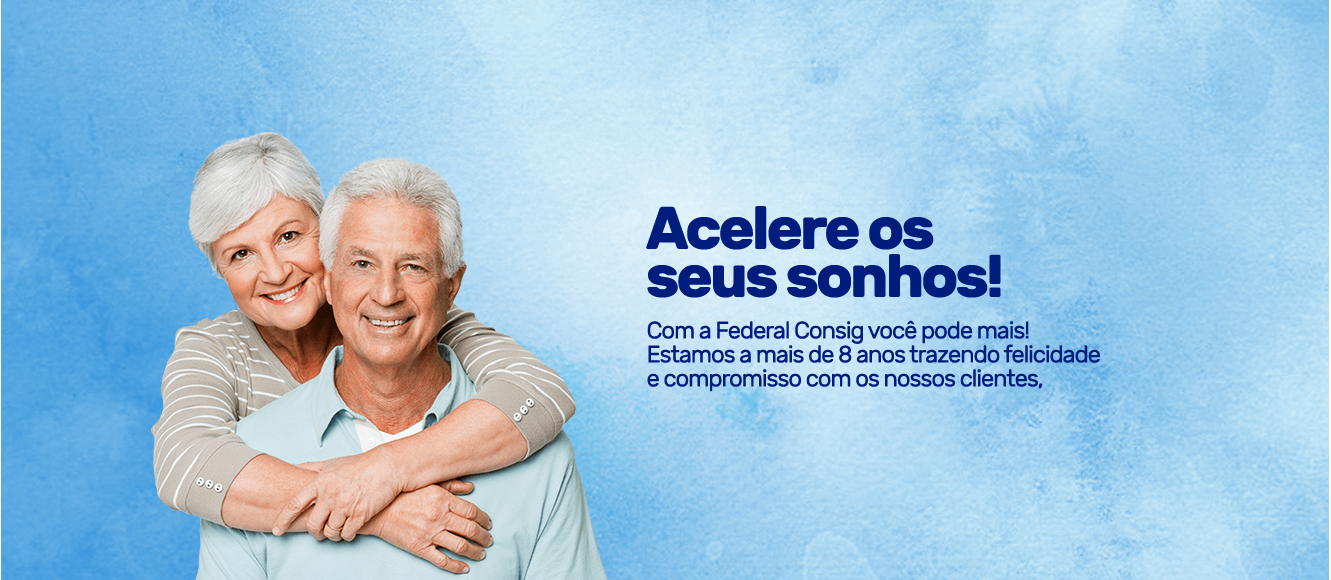 Acelere os
seus sonhos!
Com a Federal Consig você pode mais!
Estamos a mais de 8 anos trazendo felicidade
e compromisso com os nossos clientes,